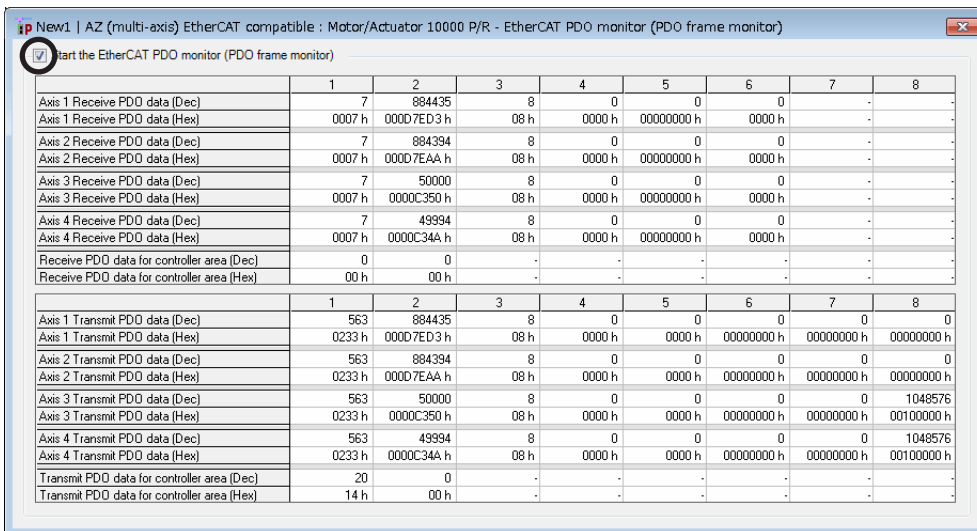 New1 | AZ (multi-axis) EtherCAT compatible : Motor/Actuator 10000 P/R - EtherCAT PDO monitor (PDO frame monitor)
Start the EtherCAT PDO monitor (PDO frame monitor)
1 2 3 4 5 6 7 8
Axis 1 Receive PDO data (Dec) 7 884435 8 0 0 0 - -
Axis 1 Receive PDO data (Hex) 0007 h 000D7ED3 h 08 h 0000 h 00000000 h 0000 h - -
Axis 2 Receive PDO data (Dec) 7 884394 8 0 0 0 - -
Axis 2 Receive PDO data (Hex) 0007 h 000D7EAA h 08 h 0000 h 00000000 h 0000 h - -
Axis 3 Receive PDO data (Dec) 7 50000 8 0 0 0 - -
Axis 3 Receive PDO data (Hex) 0007 h 0000C350 h 08 h 0000 h 00000000 h 0000 h - -
Axis 4 Receive PDO data (Dec) 7 49994 8 0 0 0 - -
Axis 4 Receive PDO data (Hex) 0007 h 0000C34A h 08 h 0000 h 00000000 h 0000 h - -
Receive PDO data for controller area (Dec) 0 0 - - - - - -
Receive PDO data for controller area (Hex) 00 h 00 h - - - - - -
1 2 3 4 5 6 7 8
Axis 1 Transmit PDO data (Dec) 563 884435 8 0 0 0 0 0
Axis 1 Transmit PDO data (Hex) 0233 h 000D7ED3 h 08 h 0000 h 0000 h 00000000 h 00000000 h 00000000 h
Axis 2 Transmit PDO data (Dec) 563 884394 8 0 0 0 0 0
Axis 2 Transmit PDO data (Hex) 0233 h 000D7EAA h 08 h 0000 h 0000 h 00000000 h 00000000 h 00000000 h
Axis 3 Transmit PDO data (Dec) 563 50000 8 0 0 0 0 1048576
Axis 3 Transmit PDO data (Hex) 0233 h 0000C350 h 08 h 0000 h 0000 h 00000000 h 00000000 h 00100000 h
Axis 4 Transmit PDO data (Dec) 563 49994 8 0 0 0 0 1048576
Axis 4 Transmit PDO data (Hex) 0233 h 0000C34A h 08 h 0000 h 0000 h 00000000 h 00000000 h 00100000 h
Transmit PDO data for controller area (Dec) 20 0 - - - - - -
Transmit PDO data for controller area (Hex) 14 h 00 h - - - - - -